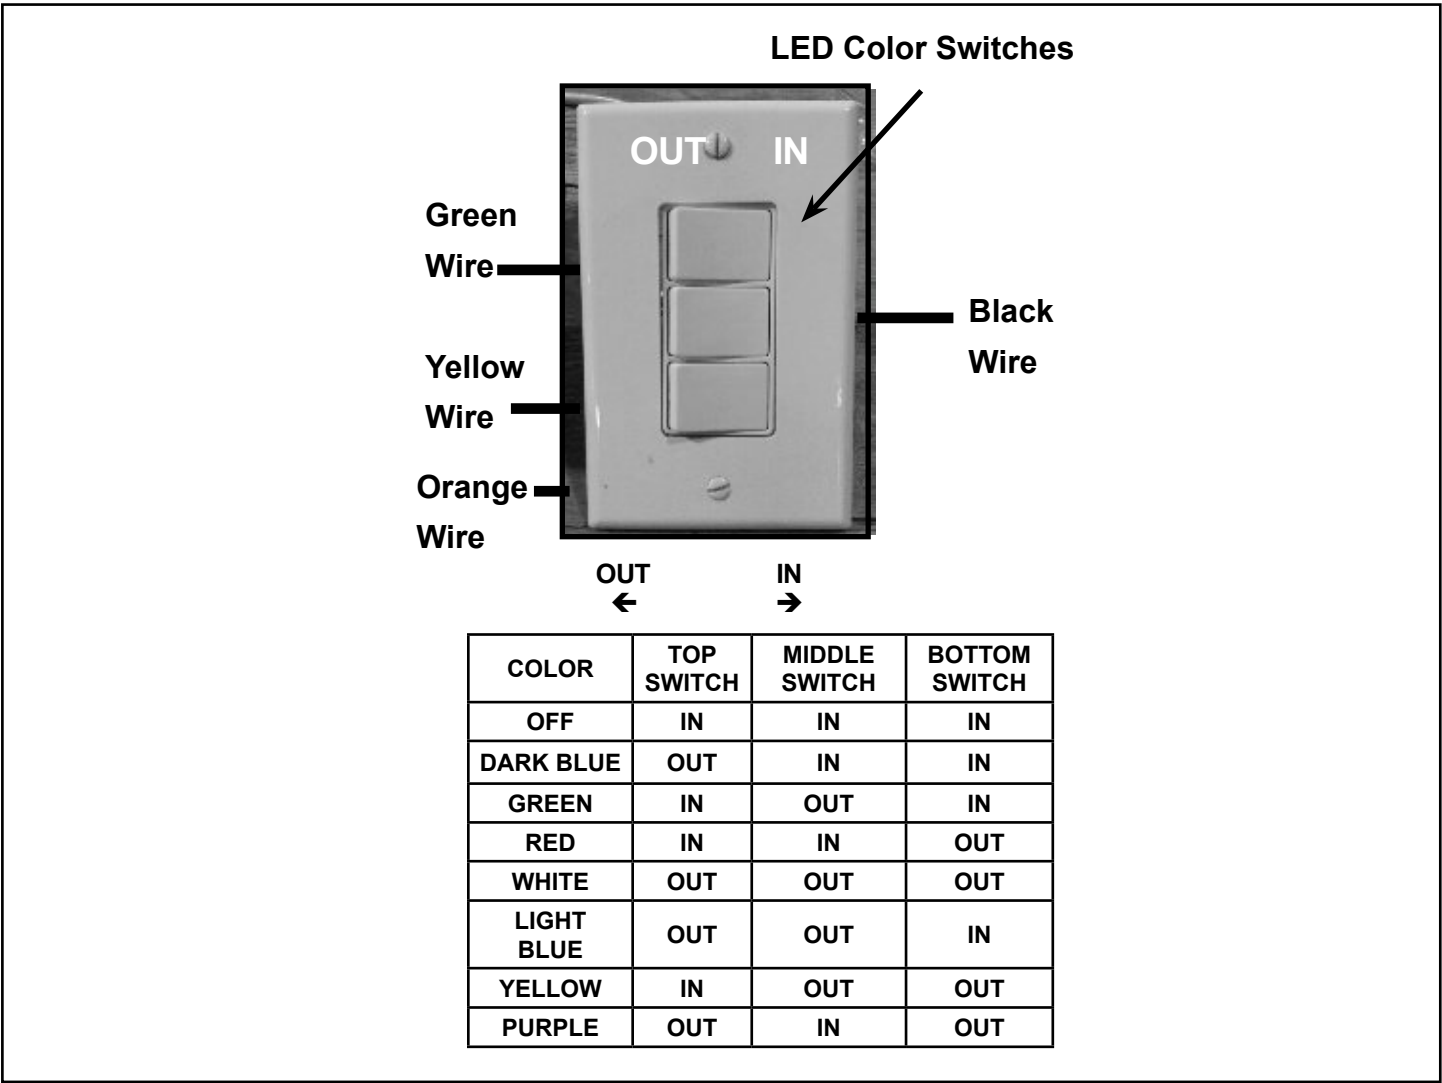 LED Color Switches
OUT IN
Green
Wire
Yellow
Wire
Orange
Wire
Black
Wire
OUT IN
← →
COLOR TOP SWITCH MIDDLE SWITCH BOTTOM SWITCH
OFF IN IN IN
DARK BLUE OUT IN IN
GREEN IN OUT IN
RED IN IN OUT
WHITE OUT OUT OUT
LIGHT BLUE OUT OUT IN
YELLOW IN OUT OUT
PURPLE OUT IN OUT